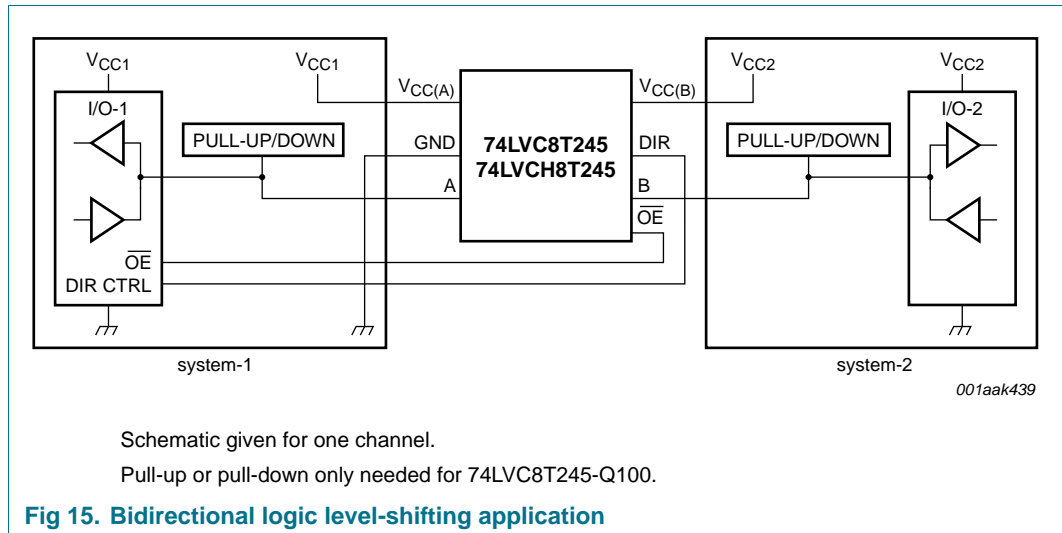 VCC1
VCC1
VCC(A)
VCC(B)
VCC2
VCC2
I/O-1
I/O-2
PULL-UP/DOWN
GND
74LVC8T245
74LVCH8T245
DIR
PULL-UP/DOWN
A
B
OE
OE
DIR CTRL
system-1
system-2
001aak439
Schematic given for one channel.
Pull-up or pull-down only needed for 74LVC8T245-Q100.
Fig 15. Bidirectional logic level-shifting application